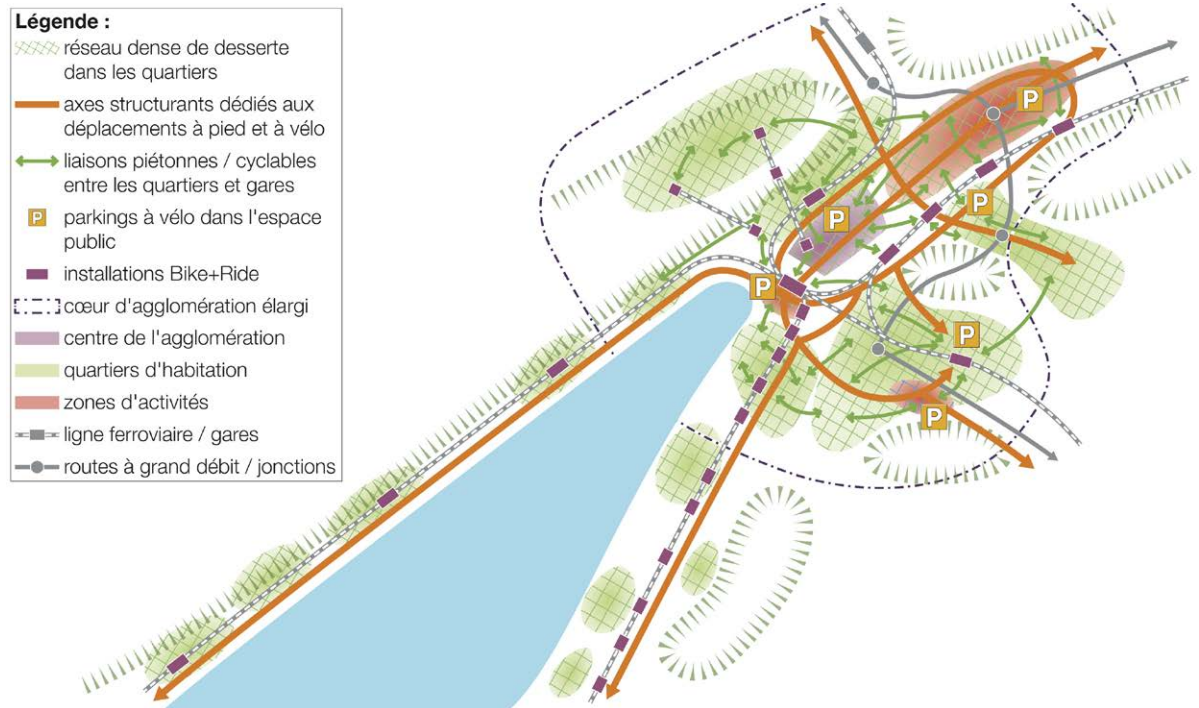 Légende :
réseau dense de desserte
dans les quartiers
axes structurants dédiés aux
déplacements à pied et à vélo
liaisons piétonnes / cyclables
entre les quartiers et gares
P parkings à vélo dans l'espace
public
installations Bike+Ride
cœur d'agglomération élargi
centre de l'agglomération
quartiers d'habitation
zones d'activités
ligne ferroviaire / gares
routes à grand débit / jonctions
P
P
P
P
P
P